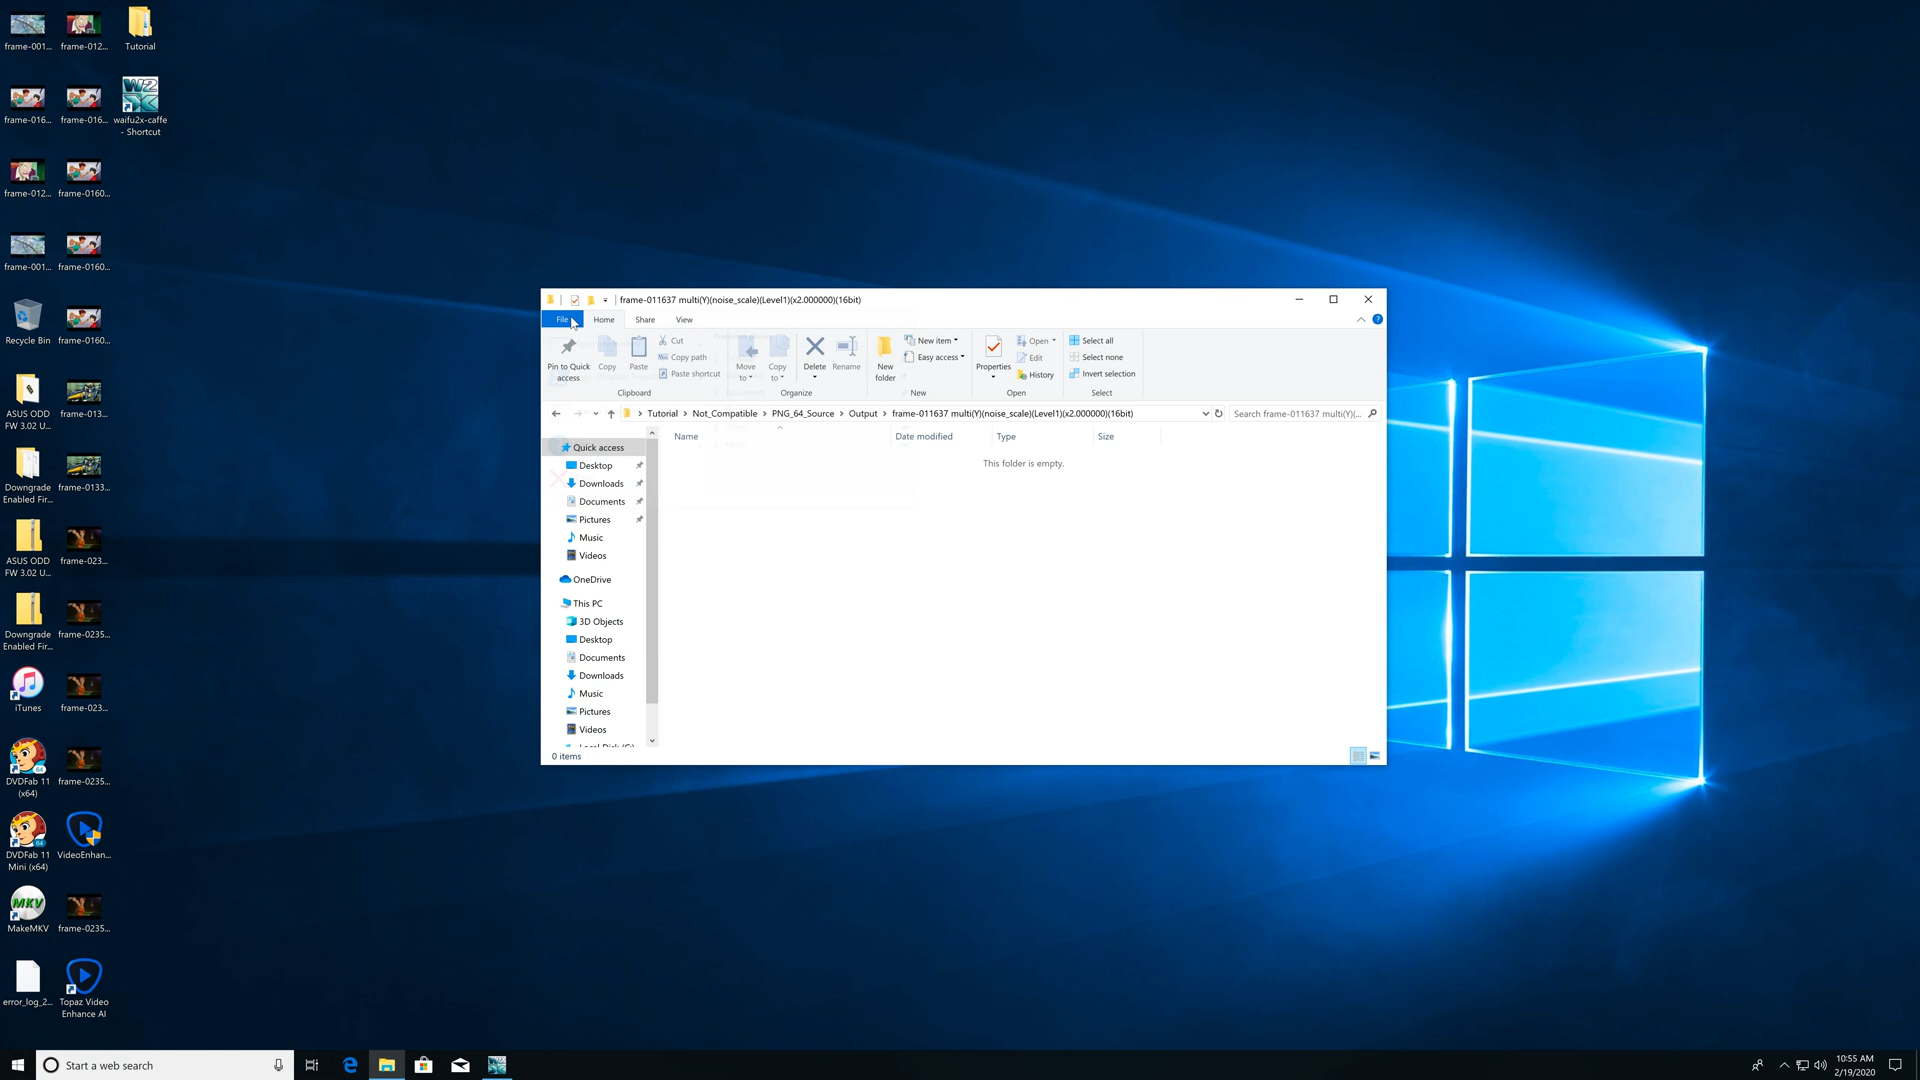 frame-001...
frame-012...
Tutorial
frame-016...
frame-016...
waifu2x-caffe
- Shortcut
frame-012...
frame-0160...
frame-001...
frame-0160...
Recycle Bin
frame-0160...
ASUS ODD
FW 3.02 U...
frame-013...
Downgrade
Enabled Fir...
frame-0133...
ASUS ODD
FW 3.02 U...
frame-023...
Downgrade
Enabled Fir...
frame-0235...
iTunes
frame-023...
DVDFab 11
(x64)
frame-0235...
DVDFab 11
Mini (x64)
VideoEnhan...
MakeMKV
frame-0235...
error_log_2...
Topaz Video
Enhance AI
frame-011637 multi(Y)(noise_scale)(Level1)(x2.000000)(16bit)
File
Home
Share
View
Pin to Quick
access
Copy
Paste
Cut
Copy path
Paste shortcut
Clipboard
Move
to
Copy
to
Delete
Rename
Organize
New
folder
New item
Easy access
New
Properties
Open
Edit
History
Open
Select all
Select none
Invert selection
Select
Tutorial > Not_Compatible > PNG_64_Source > Output > frame-011637 multi(Y)(noise_scale)(Level1)(x2.000000)(16bit)
Search frame-011637 multi(Y)(...
Name
Date modified
Type
Size
This folder is empty.
Quick access
Desktop
Downloads
Documents
Pictures
Music
Videos
OneDrive
This PC
3D Objects
Desktop
Documents
Downloads
Music
Pictures
Videos
Local Disk (C:)
0 items
Start a web search
10:55 AM
2/19/2020